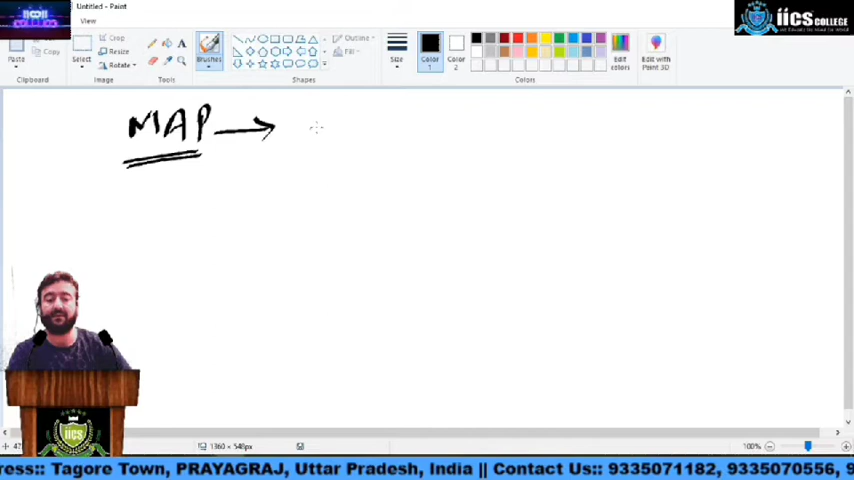 Untitled - Paint
View
Paste
Cut
Copy
Clipboard
Select
Crop
Resize
Rotate
Image
A
Tools
Brushes
Outline
Fill
Shapes
Size
Color
1
Color
2
Edit
colors
Colors
Edit with
Paint 3D
iics
COLLEGE
MAP →
iics
1360 × 548px
100%
ress:: Tagore Town, PRAYAGRAJ, Uttar Pradesh, India || Contact Us:: 9335071182, 9335070556, 9